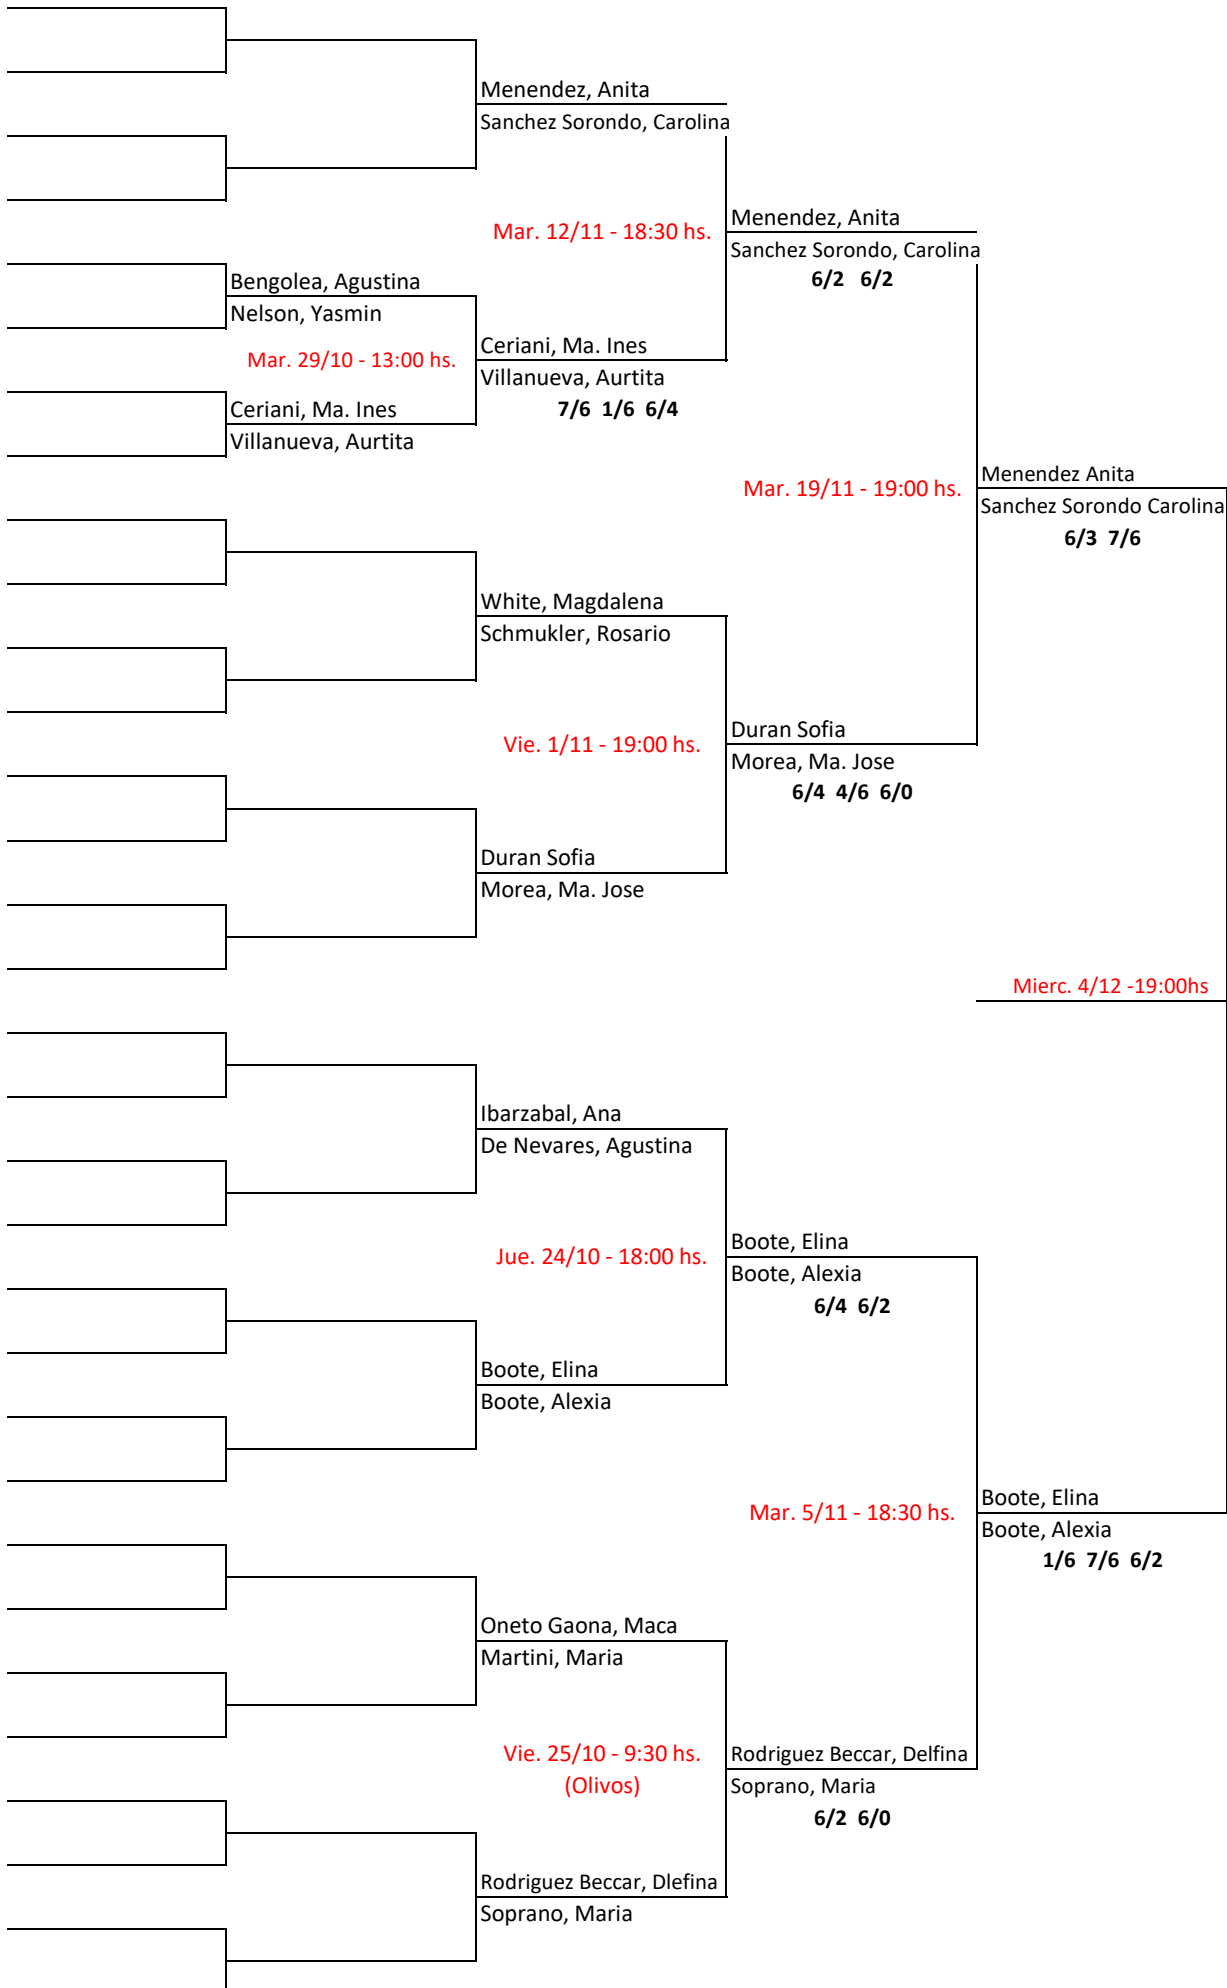 Menendez, Anita
Sanchez Sorondo, Carolina
Mar. 12/11 - 18:30 hs.
Menendez, Anita
Sanchez Sorondo, Carolina
6/2 6/2
Bengolea, Agustina
Nelson, Yasmin
Mar. 29/10 - 13:00 hs.
Ceriani, Ma. Ines
Villanueva, Aurtita
7/6 1/6 6/4
Ceriani, Ma. Ines
Villanueva, Aurtita
Mar. 19/11 - 19:00 hs.
Menendez Anita
Sanchez Sorondo Carolina
6/3 7/6
White, Magdalena
Schmukler, Rosario
Vie. 1/11 - 19:00 hs.
Duran Sofia
Morea, Ma. Jose
6/4 4/6 6/0
Duran Sofia
Morea, Ma. Jose
Mierc. 4/12 -19:00hs
Ibarzabal, Ana
De Nevares, Agustina
Jue. 24/10 - 18:00 hs.
Boote, Elina
Boote, Alexia
6/4 6/2
Boote, Elina
Boote, Alexia
Mar. 5/11 - 18:30 hs.
Boote, Elina
Boote, Alexia
1/6 7/6 6/2
Oneto Gaona, Maca
Martini, Maria
Vie. 25/10 - 9:30 hs.
(Olivos)
Rodriguez Beccar, Delfina
Soprano, Maria
6/2 6/0
Rodriguez Beccar, Dlefina
Soprano, Maria